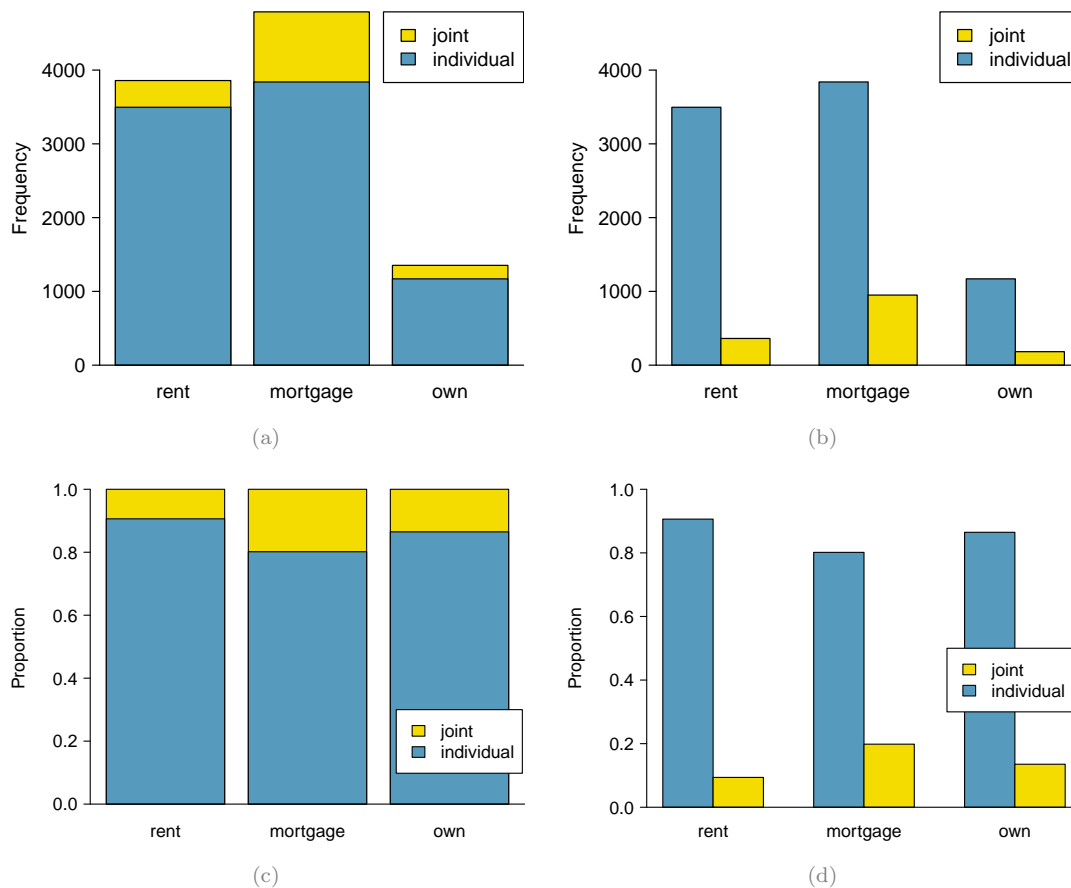 joint
individual
4000
3000
2000
1000
0
Frequency
rent mortgage own
(a)
joint
individual
4000
3000
2000
1000
0
Frequency
rent mortgage own
(b)
1.0
0.8
0.6
0.4
0.2
0.0
Proportion
joint
individual
rent mortgage own
(c)
1.0
0.8
0.6
0.4
0.2
0.0
Proportion
joint
individual
rent mortgage own
(d)